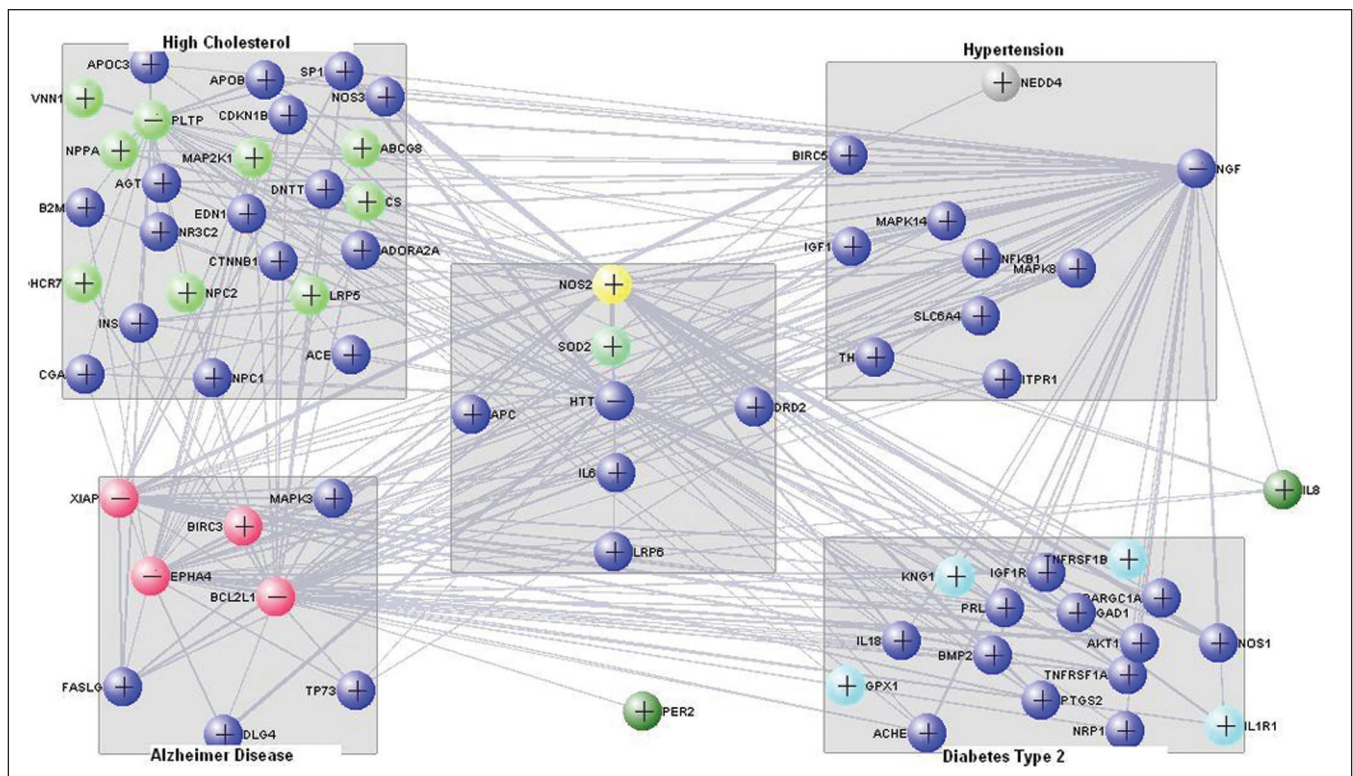 High Cholesterol
APOC3
APOB
SP1
VNN1
NOS3
PLTP
CDKN1B
NPPA
MAP2K1
ABCG8
AGT
DNTT
B2M
EDN1
CS
NR3C2
ADORA2A
CTNNB1
HCR7
NPC2
LRP5
INS
ACE
CGA
NPC1
Hypertension
NEDD4
BIRC5
NGF
MAPK14
IGF1
NFKB1
MAPK8
SLC6A4
TH
ITPR1
NOS2
SOD2
HTT
APC
DRD2
IL6
LRP6
XIAP
MAPK3
BIRC3
EPHA4
BCL2L1
FASLG
TP73
DLG4
Alzheimer Disease
IL8
PER2
TNFRSF1B
KNG1
IGF1R
PARGC1A
PRL
GAD1
IL18
AKT1
NOS1
BMP2
TNFRSF1A
GPX1
PTGS2
IL1R1
ACHE
NRP1
Diabetes Type 2